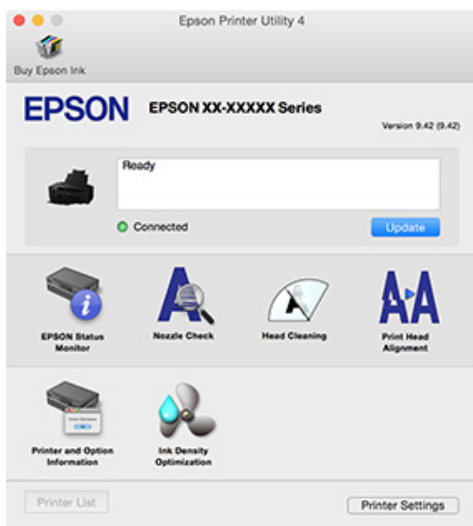 Epson Printer Utility 4
Buy Epson Ink
EPSON
EPSON XX-XXXXX Series
Version 9.42 (9.42)
Ready
Connected
Update
EPSON Status
Monitor
Nozzle Check
Head Cleaning
Print Head
Alignment
Printer and Option
Information
Ink Density
Optimization
Printer List
Printer Settings